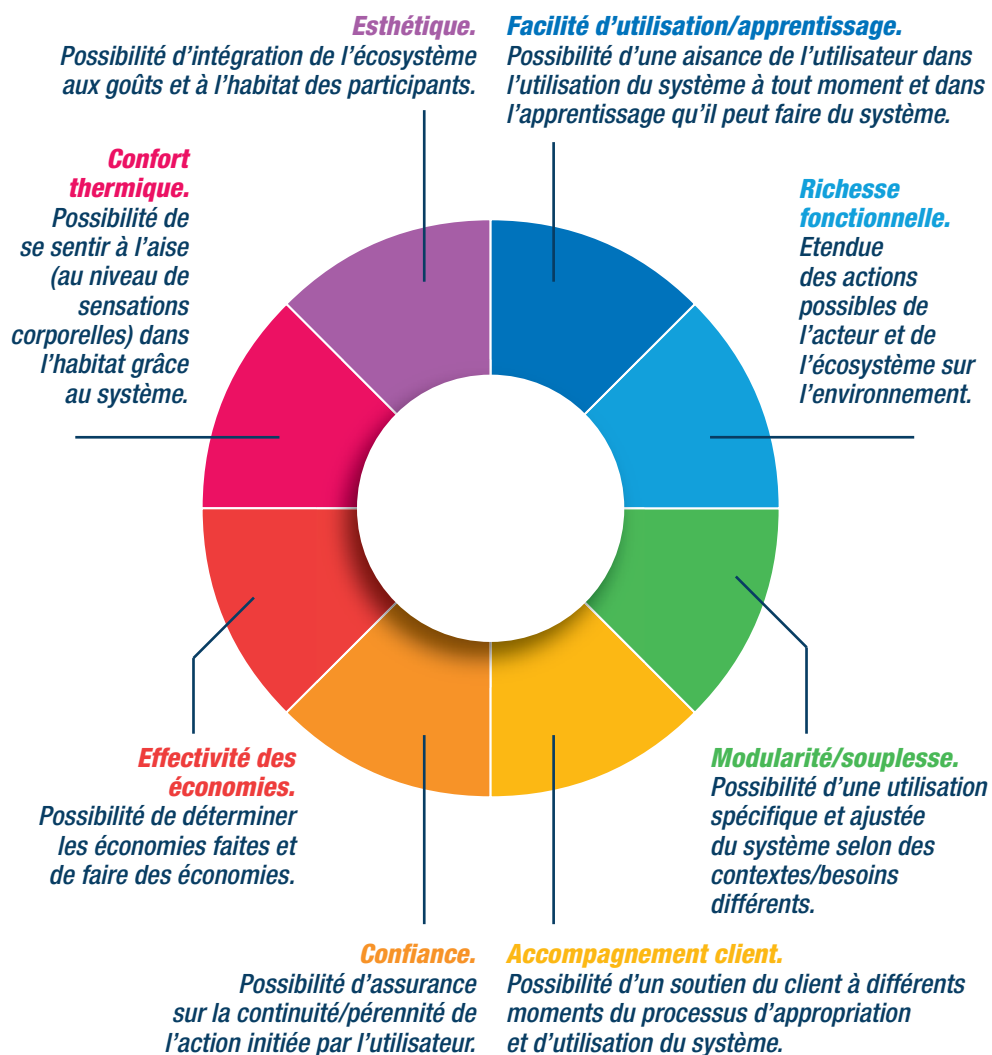 Esthétique.
Possibilité d'intégration de l'écosystème
aux goûts et à l'habitat des participants.
Facilité d'utilisation/apprentissage.
Possibilité d'une aisance de l'utilisateur dans
l'utilisation du système à tout moment et dans
l'apprentissage qu'il peut faire du système.
Confort
thermique.
Possibilité de
se sentir à l'aise
(au niveau de
sensations
corporelles) dans
l'habitat grâce
au système.
Richesse
fonctionnelle.
Etendue
des actions
possibles de
l'acteur et de
l'écosystème sur
l'environnement.
Effectivité des
économies.
Possibilité de déterminer
les économies faites et
de faire des économies.
Modularité/souplesse.
Possibilité d'une utilisation
spécifique et ajustée
du système selon des
contextes/besoins
différents.
Confiance.
Possibilité d'assurance
sur la continuité/pérennité de
l'action initiée par l'utilisateur.
Accompagnement client.
Possibilité d'un soutien du client à différents
moments du processus d'appropriation
et d'utilisation du système.